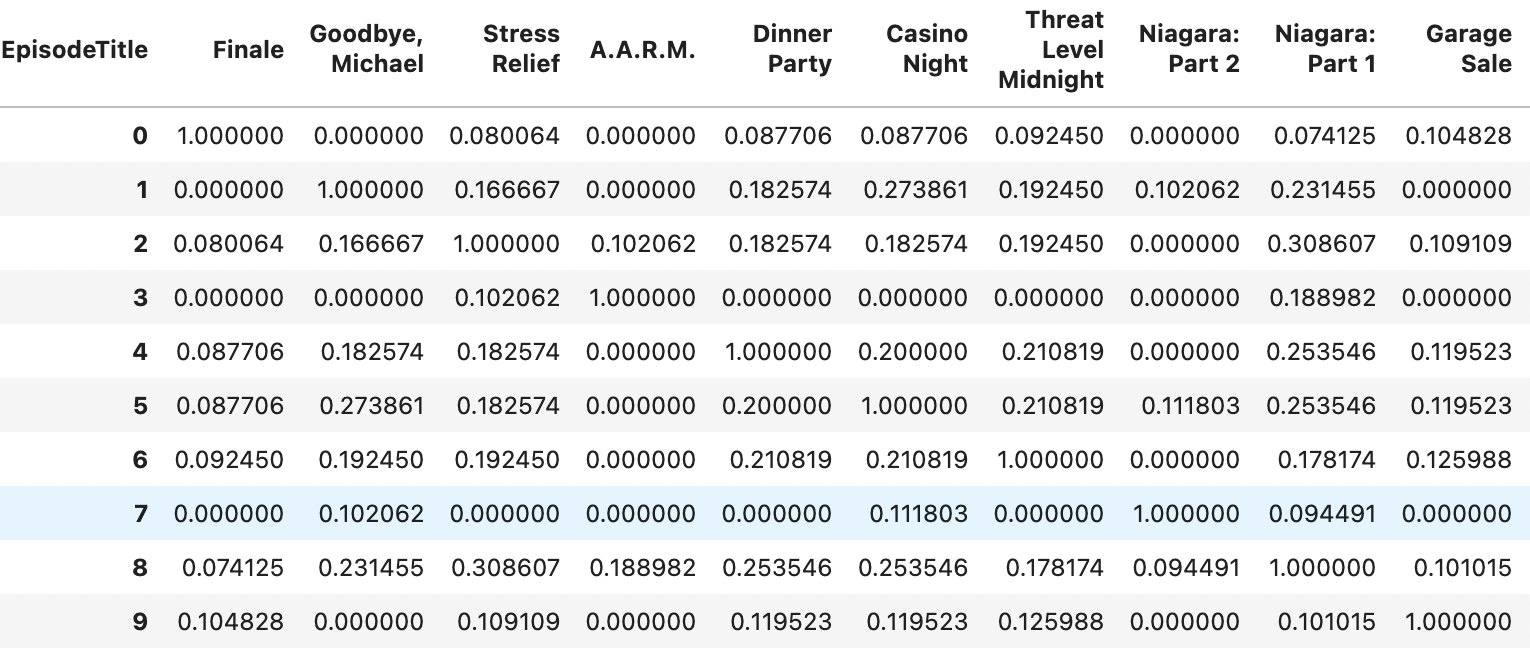 EpisodeTitle Finale Goodbye, Michael Stress Relief A.A.R.M. Dinner Party Casino Night Threat Level Midnight Niagara: Part 2 Niagara: Part 1 Garage Sale
0 1.000000 0.000000 0.080064 0.000000 0.087706 0.087706 0.092450 0.000000 0.074125 0.104828
1 0.000000 1.000000 0.166667 0.000000 0.182574 0.273861 0.192450 0.102062 0.231455 0.000000
2 0.080064 0.166667 1.000000 0.102062 0.182574 0.182574 0.192450 0.000000 0.308607 0.109109
3 0.000000 0.000000 0.102062 1.000000 0.000000 0.000000 0.000000 0.000000 0.188982 0.000000
4 0.087706 0.182574 0.182574 0.000000 1.000000 0.200000 0.210819 0.000000 0.253546 0.119523
5 0.087706 0.273861 0.182574 0.000000 0.200000 1.000000 0.210819 0.111803 0.253546 0.119523
6 0.092450 0.192450 0.192450 0.000000 0.210819 0.210819 1.000000 0.000000 0.178174 0.125988
7 0.000000 0.102062 0.000000 0.000000 0.000000 0.111803 0.000000 1.000000 0.094491 0.000000
8 0.074125 0.231455 0.308607 0.188982 0.253546 0.253546 0.178174 0.094491 1.000000 0.101015
9 0.104828 0.000000 0.109109 0.000000 0.119523 0.119523 0.125988 0.000000 0.101015 1.000000